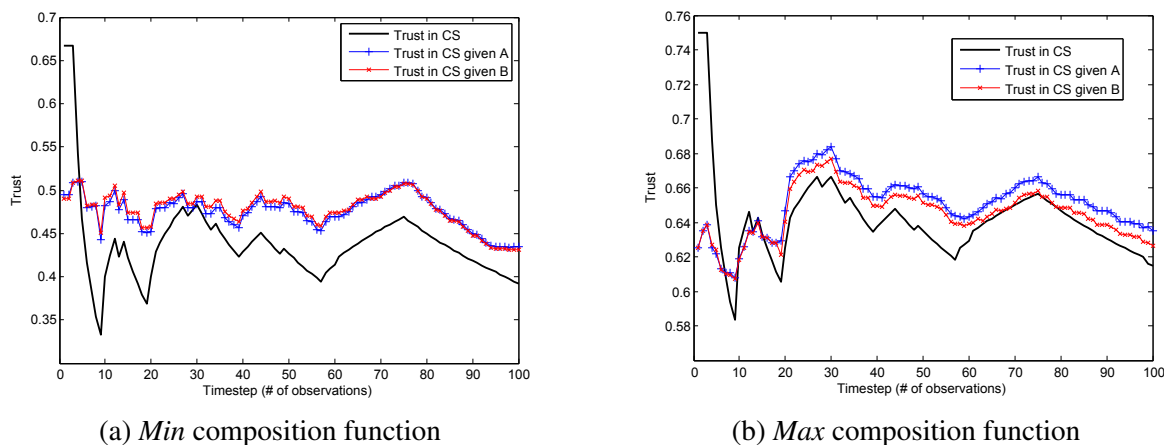 0.7
0.65
0.6
0.55
0.5
0.45
0.4
0.35
Trust
0 10 20 30 40 50 60 70 80 90 100
Timestep (# of observations)
Trust in CS
Trust in CS given A
Trust in CS given B
(a) Min composition function
0.76
0.74
0.72
0.7
0.68
0.66
0.64
0.62
0.6
0.58
Trust
0 10 20 30 40 50 60 70 80 90 100
Timestep (# of observations)
Trust in CS
Trust in CS given A
Trust in CS given B
(b) Max composition function